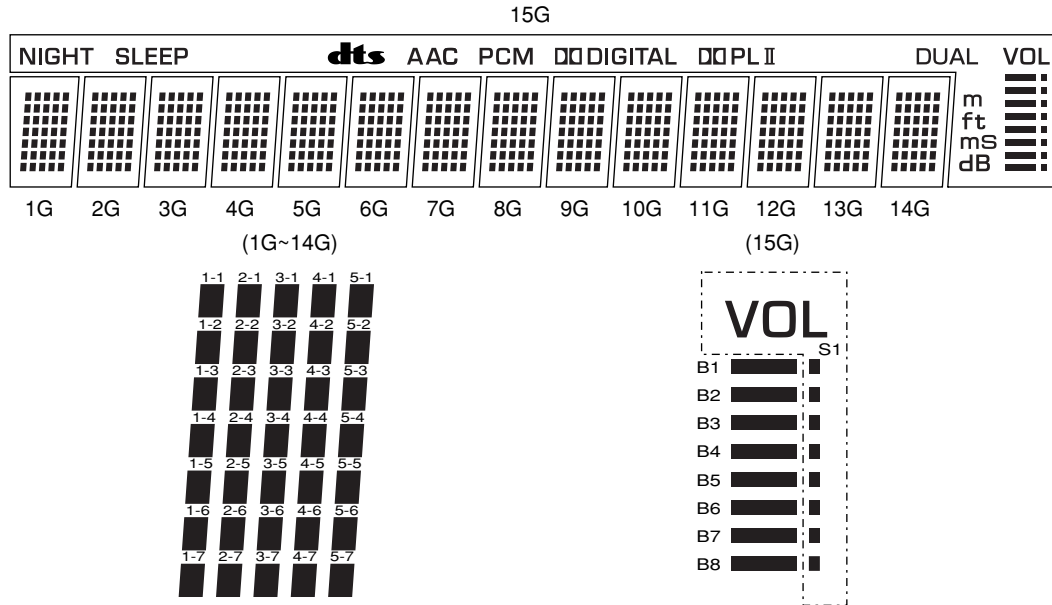 15G
NIGHT SLEEP dts AAC PCM DIGITAL PL II DUAL VOL
m
ft
mS
dB
1G 2G 3G 4G 5G 6G 7G 8G 9G 10G 11G 12G 13G 14G
(1G~14G) (15G)
1-1 2-1 3-1 4-1 5-1
1-2 2-2 3-2 4-2 5-2
1-3 2-3 3-3 4-3 5-3
1-4 2-4 3-4 4-4 5-4
1-5 2-5 3-5 4-5 5-5
1-6 2-6 3-6 4-6 5-6
1-7 2-7 3-7 4-7 5-7
VOL
S1
B1
B2
B3
B4
B5
B6
B7
B8